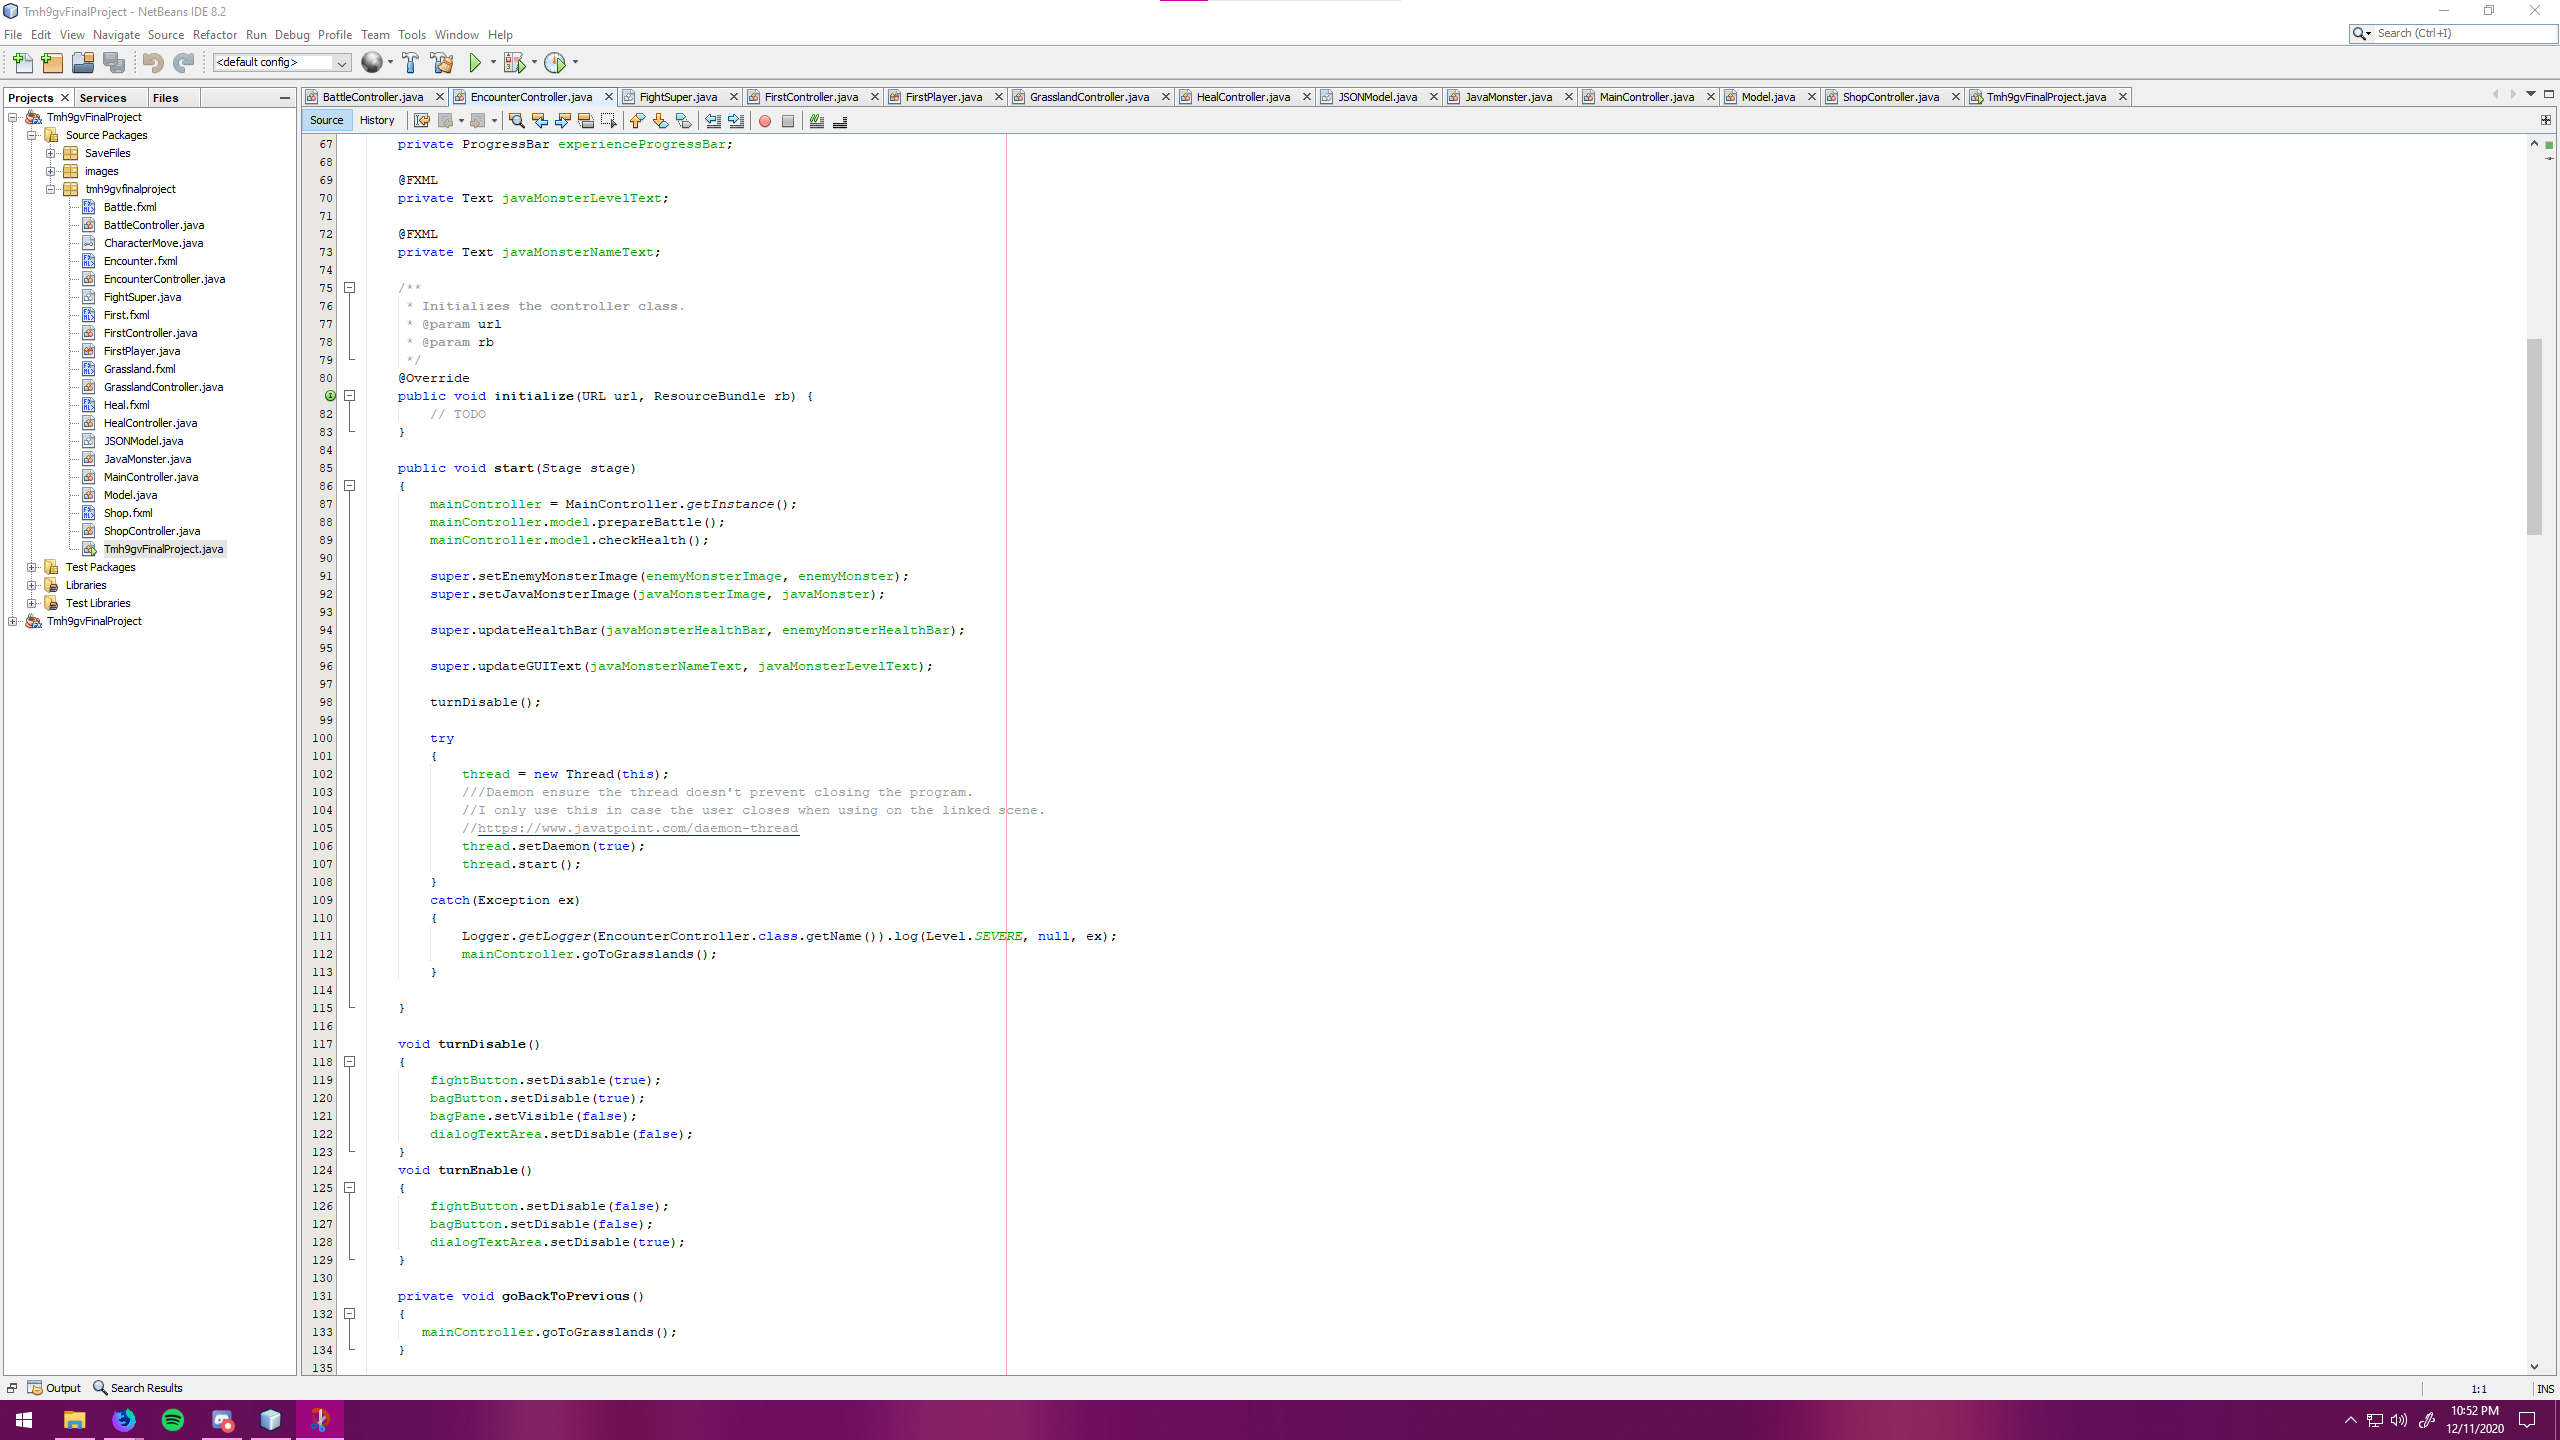 Tmh9gvFinalProject - NetBeans IDE 8.2
File Edit View Navigate Source Refactor Run Debug Profile Team Tools Window Help
Search (Ctrl+I)
<default config>
Projects Services Files
BattleController.java EncounterController.java FightSuper.java FirstController.java FirstPlayer.java GrasslandController.java HealController.java JSONModel.java JavaMonster.java MainController.java Model.java ShopController.java Tmh9gvFinalProject.java
Source History
Tmh9gvFinalProject
Source Packages
SaveFiles
images
tmh9gvfinalproject
Battle.fxml
BattleController.java
CharacterMove.java
Encounter.fxml
EncounterController.java
FightSuper.java
First.fxml
FirstController.java
FirstPlayer.java
Grassland.fxml
GrasslandController.java
Heal.fxml
HealController.java
JSONModel.java
JavaMonster.java
MainController.java
Model.java
Shop.fxml
ShopController.java
Tmh9gvFinalProject.java
Test Packages
Libraries
Test Libraries
Tmh9gvFinalProject
67 private ProgressBar experienceProgressBar;
68
69 @FXML
70 private Text javaMonsterLevelText;
71
72 @FXML
73 private Text javaMonsterNameText;
74
75 /**
76 * Initializes the controller class.
77 * @param url
78 * @param rb
79 */
80 @Override
public void initialize(URL url, ResourceBundle rb) {
82 // TODO
83 }
84
85 public void start(Stage stage)
86 {
87 mainController = MainController.getInstance();
88 mainController.model.prepareBattle();
89 mainController.model.checkHealth();
90
91 super.setEnemyMonsterImage(enemyMonsterImage, enemyMonster);
92 super.setJavaMonsterImage(javaMonsterImage, javaMonster);
93
94 super.updateHealthBar(javaMonsterHealthBar, enemyMonsterHealthBar);
95
96 super.updateGUIText(javaMonsterNameText, javaMonsterLevelText);
97
98 turnDisable();
99
100 try
101 {
102 thread = new Thread(this);
103 ///Daemon ensure the thread doesn't prevent closing the program.
104 //I only use this in case the user closes when using on the linked scene.
105 //https://www.javatpoint.com/daemon-thread
106 thread.setDaemon(true);
107 thread.start();
108 }
109 catch(Exception ex)
110 {
111 Logger.getLogger(EncounterController.class.getName()).log(Level.SEVERE, null, ex);
112 mainController.goToGrasslands();
113 }
114
115 }
116
117 void turnDisable()
118 {
119 fightButton.setDisable(true);
120 bagButton.setDisable(true);
121 bagPane.setVisible(false);
122 dialogTextArea.setDisable(false);
123 }
124 void turnEnable()
125 {
126 fightButton.setDisable(false);
127 bagButton.setDisable(false);
128 dialogTextArea.setDisable(true);
129 }
130
131 private void goBackToPrevious()
132 {
133 mainController.goToGrasslands();
134 }
135
Output Search Results
1:1 INS
10:52 PM
12/11/2020